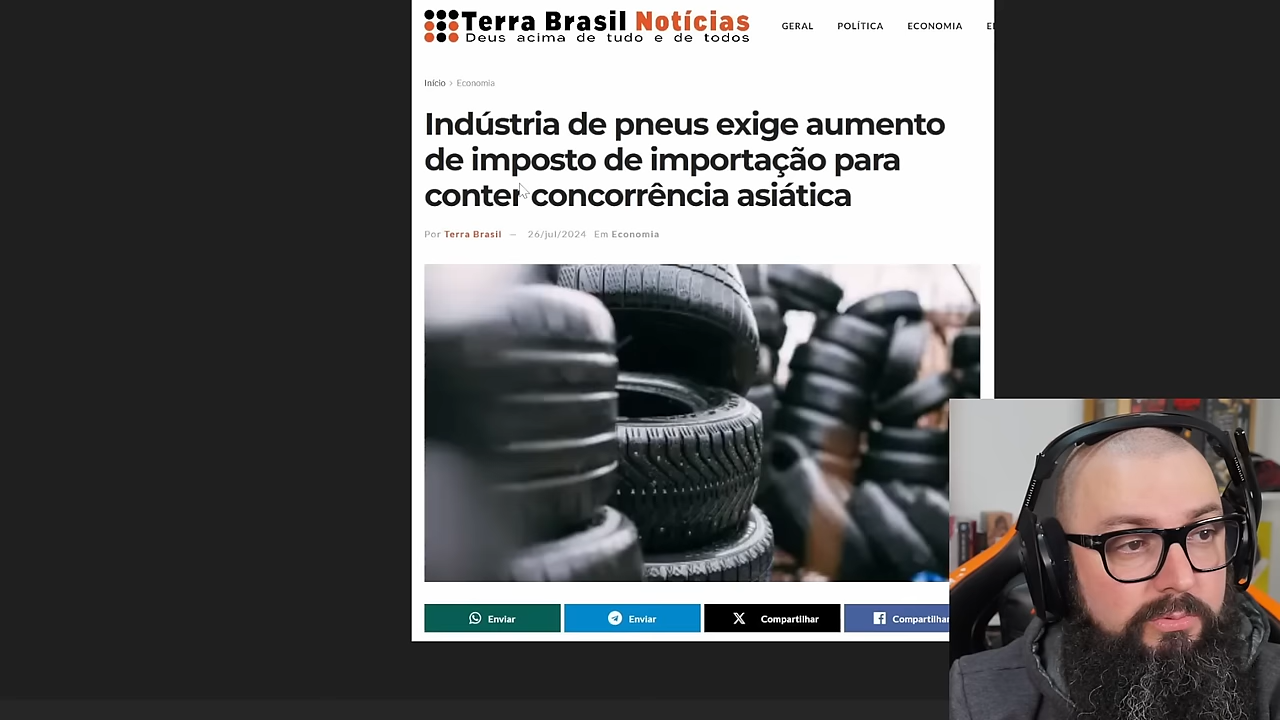 Terra Brasil Notícias
Deus acima de tudo e de todos
GERAL POLÍTICA ECONOMIA
Início > Economia
Indústria de pneus exige aumento
de imposto de importação para
conter concorrência asiática
Por Terra Brasil — 26/jul/2024 Em Economia
Enviar Enviar Compartilhar Compartilhar